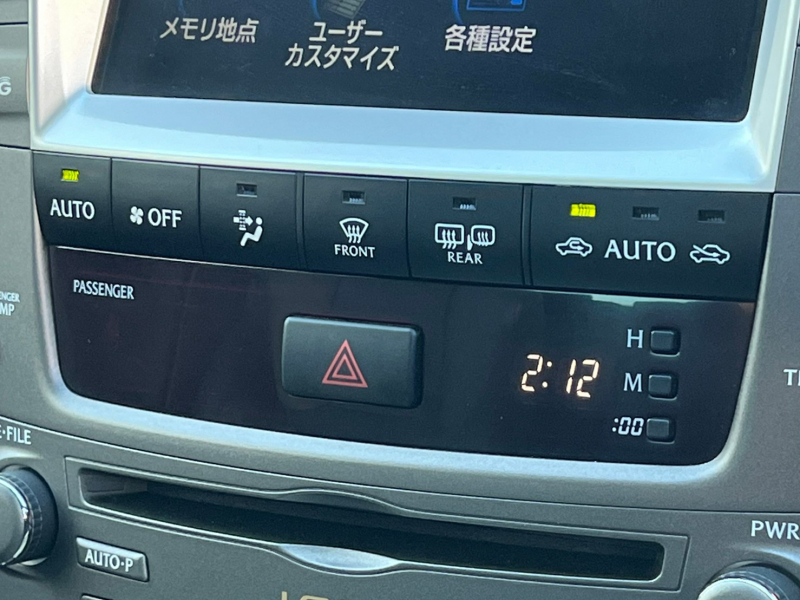 メモリ地点
ユーザー
カスタマイズ
各種設定
AUTO
OFF
FRONT
REAR
AUTO
PASSENGER
H
2:12
M
:00
PWR
AUTO·P